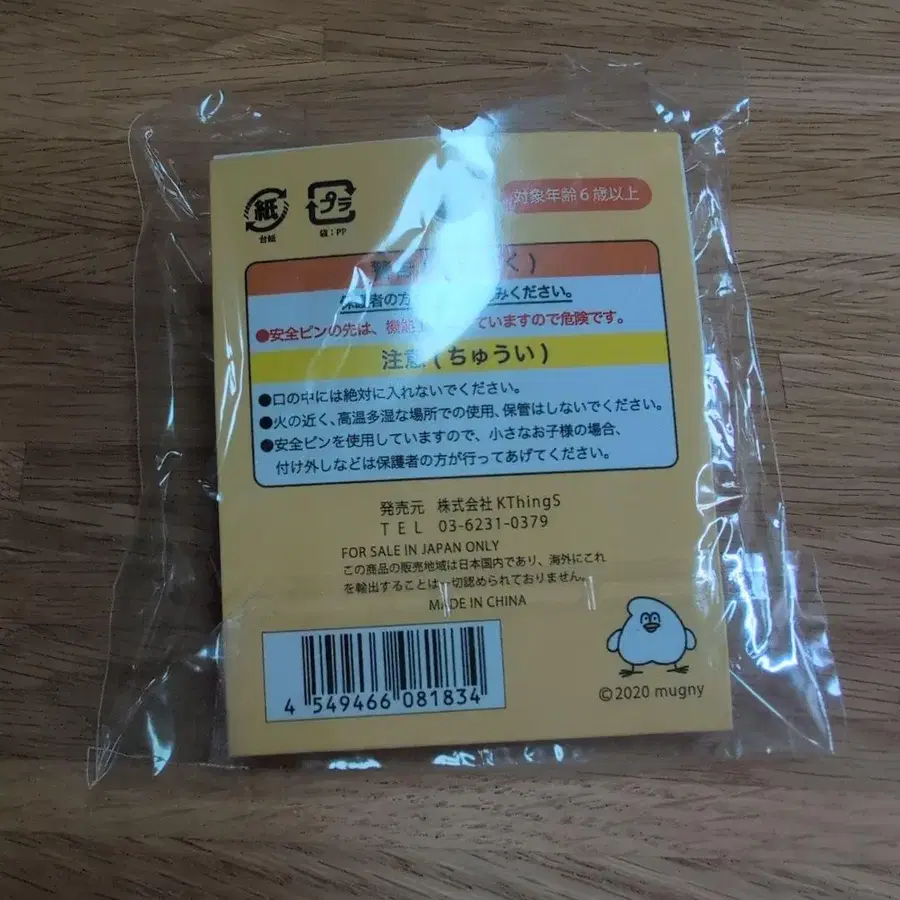 紙
台紙
プラ
袋：PP
対象年齢６歳以上
く)
保護者の方 みください。
●安全ピンの先は、機能 ていますので危険です。
注意(ちゅうい)
●口の中には絶対に入れないでください。
●火の近く、高温多湿な場所での使用、保管はしないでください。
●安全ピンを使用していますので、小さなお子様の場合、
付け外しなどは保護者の方が行ってあげてください。
発売元 株式会社 KThingS
TEL 03-6231-0379
FOR SALE IN JAPAN ONLY
この商品の販売地域は日本国内であり、海外にこれ
を輸出することは一切認められておりません。
MADE IN CHINA
4 549466 081834
©2020 mugny